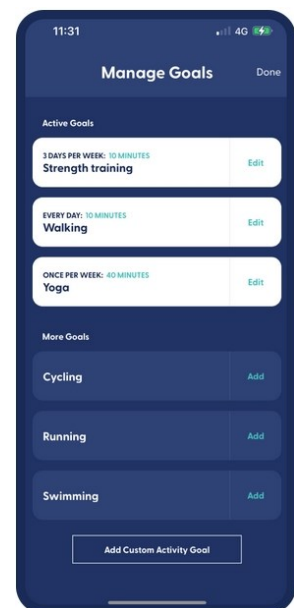 11:31
4G
Manage Goals
Done
Active Goals
3 DAYS PER WEEK: 10 MINUTES
Strength training
Edit
EVERY DAY: 10 MINUTES
Walking
Edit
ONCE PER WEEK: 40 MINUTES
Yoga
Edit
More Goals
Cycling
Add
Running
Add
Swimming
Add
Add Custom Activity Goal